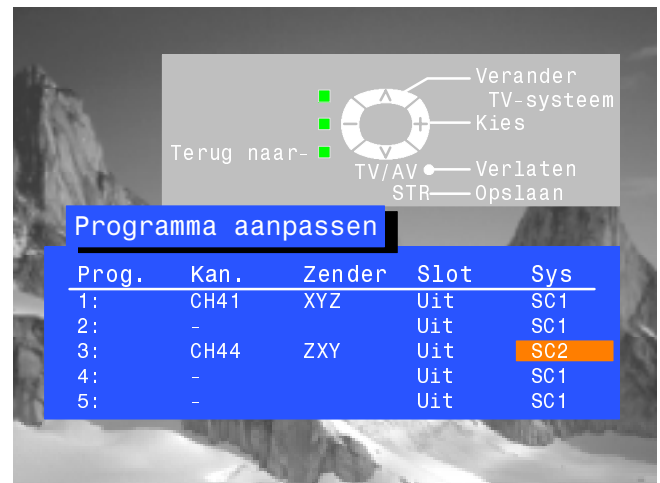 Verander
TV-systeem
Kies
Terug naar-
TV/AV Verlaten
STR Opslaan
Programma aanpassen
Prog. Kan. Zender Slot Sys
1: CH41 XYZ Uit SC1
2: - Uit SC1
3: CH44 ZXY Uit SC2
4: - Uit SC1
5: - Uit SC1